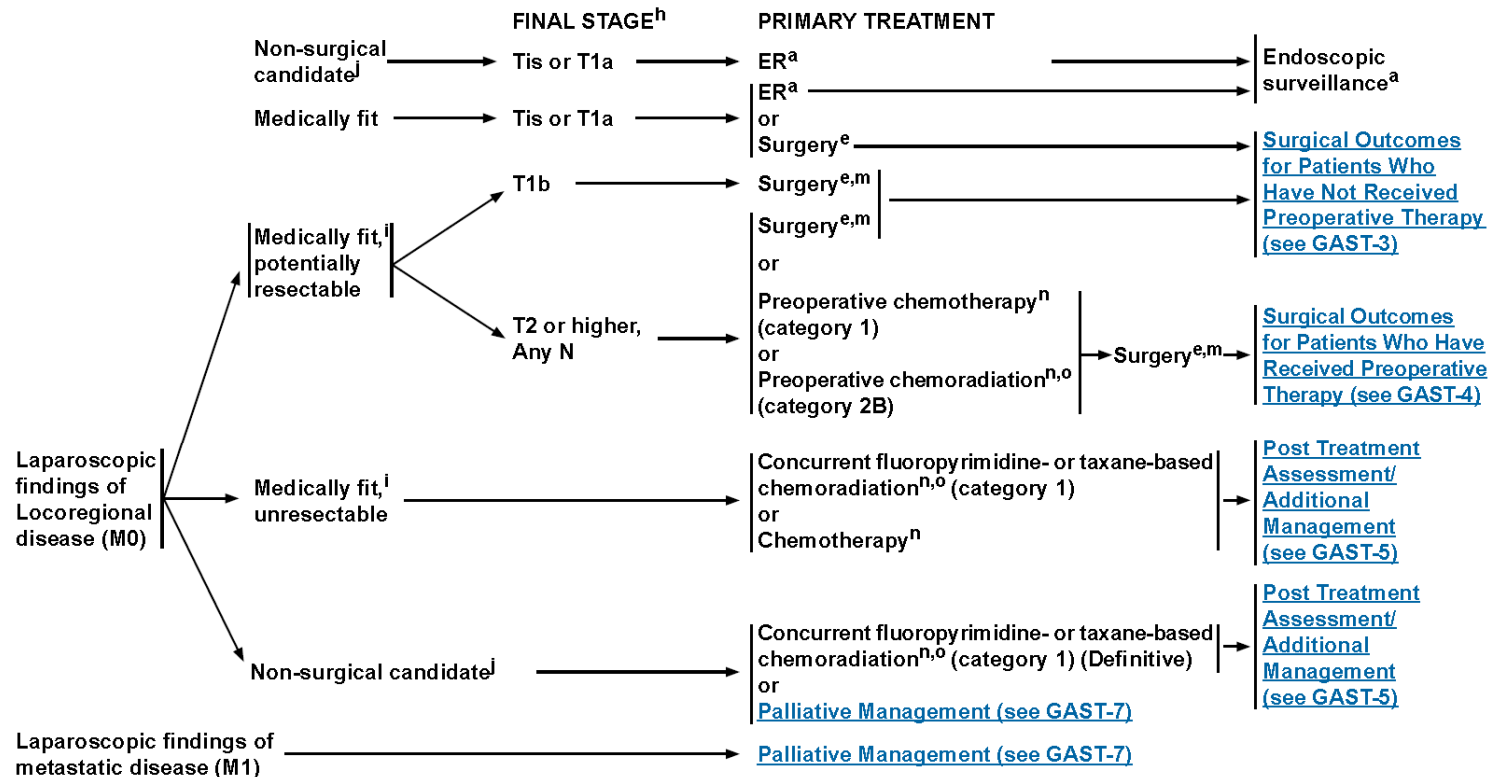 FINAL STAGEh
PRIMARY TREATMENT
Non-surgical
candidatej
Tis or T1a
ERa
Endoscopic
surveillancea
Medically fit
Tis or T1a
ERa
or
Surgerye
Surgical Outcomes
for Patients Who
Have Not Received
Preoperative Therapy
(see GAST-3)
Medically fit,i
potentially
resectable
T1b
Surgerye,m
Surgerye,m
or
T2 or higher,
Any N
Preoperative chemotherapyn
(category 1)
or
Preoperative chemoradiationn,o
(category 2B)
Surgerye,m
Surgical Outcomes
for Patients Who Have
Received Preoperative
Therapy (see GAST-4)
Laparoscopic
findings of
Locoregional
disease (M0)
Medically fit,i
unresectable
Concurrent fluoropyrimidine- or taxane-based
chemoradiationn,o (category 1)
or
Chemotherapyn
Post Treatment
Assessment/
Additional
Management
(see GAST-5)
Non-surgical candidatej
Concurrent fluoropyrimidine- or taxane-based
chemoradiationn,o (category 1) (Definitive)
or
Palliative Management (see GAST-7)
Post Treatment
Assessment/
Additional
Management
(see GAST-5)
Laparoscopic findings of
metastatic disease (M1)
Palliative Management (see GAST-7)